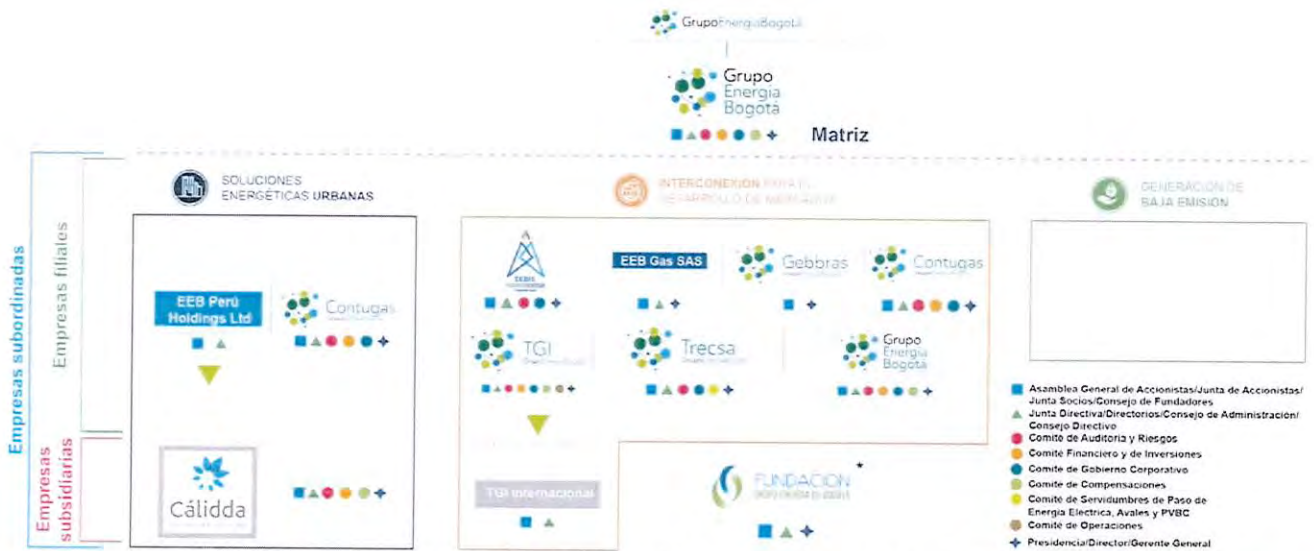 GrupoEnergíaBogotá
Grupo
Energía
Bogotá
Matriz
Empresas subordinadas
Empresas filiales
Empresas
subsidiarias
SOLUCIONES
ENERGÉTICAS URBANAS
EEB Perú
Holdings Ltd
Contugas
Cálidda
INTERCONEXIÓN PARA EL
DESARROLLO DE MERCADOS
EEB Gas SAS
Gebbras
Contugas
TGI
Trecsa
Grupo
Energía
Bogotá
TGI Internacional
FUNDACIÓN *
GRUPO ENERGÍA DE BOGOTÁ
GENERACIÓN DE
BAJA EMISIÓN
Asamblea General de Accionistas/Junta de Accionistas/
Junta Socios/Consejo de Fundadores
Junta Directiva/Directorios/Consejo de Administración/
Consejo Directivo
Comité de Auditoría y Riesgos
Comité Financiero y de Inversiones
Comité de Gobierno Corporativo
Comité de Compensaciones
Comité de Servidumbres de Paso de
Energía Electrica, Avales y PVBC
Comité de Operaciones
Presidencia/Director/Gerente General